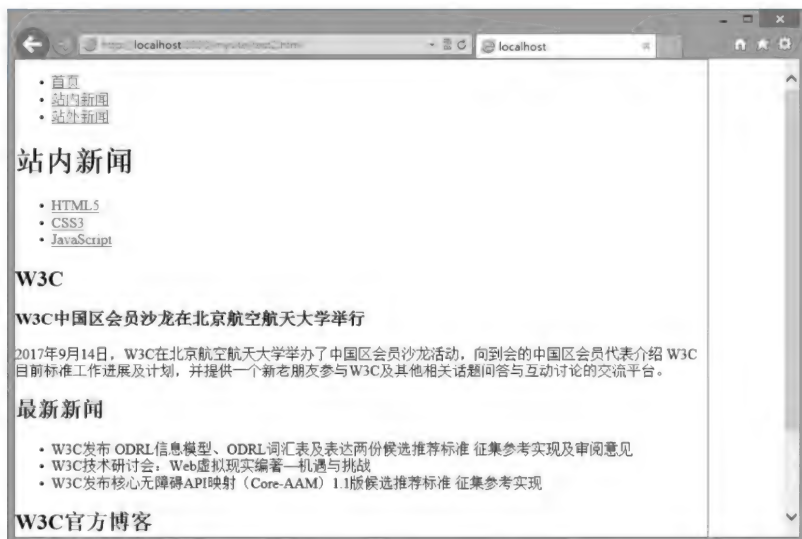 localhost
localhost
首页
站内新闻
站外新闻
站内新闻
HTML5
CSS3
JavaScript
W3C
W3C中国区会员沙龙在北京航空航天大学举行
2017年9月14日，W3C在北京航空航天大学举办了中国区会员沙龙活动，向到会的中国区会员代表介绍 W3C
目前标准工作进展及计划，并提供一个新老朋友参与W3C及其他相关话题问答与互动讨论的交流平台。
最新新闻
W3C发布 ODRL信息模型、ODRL词汇表及表达两份候选推荐标准 征集参考实现及审阅意见
W3C技术研讨会：Web虚拟现实编著—机遇与挑战
W3C发布核心无障碍API映射（Core-AAM）1.1版候选推荐标准 征集参考实现
W3C官方博客